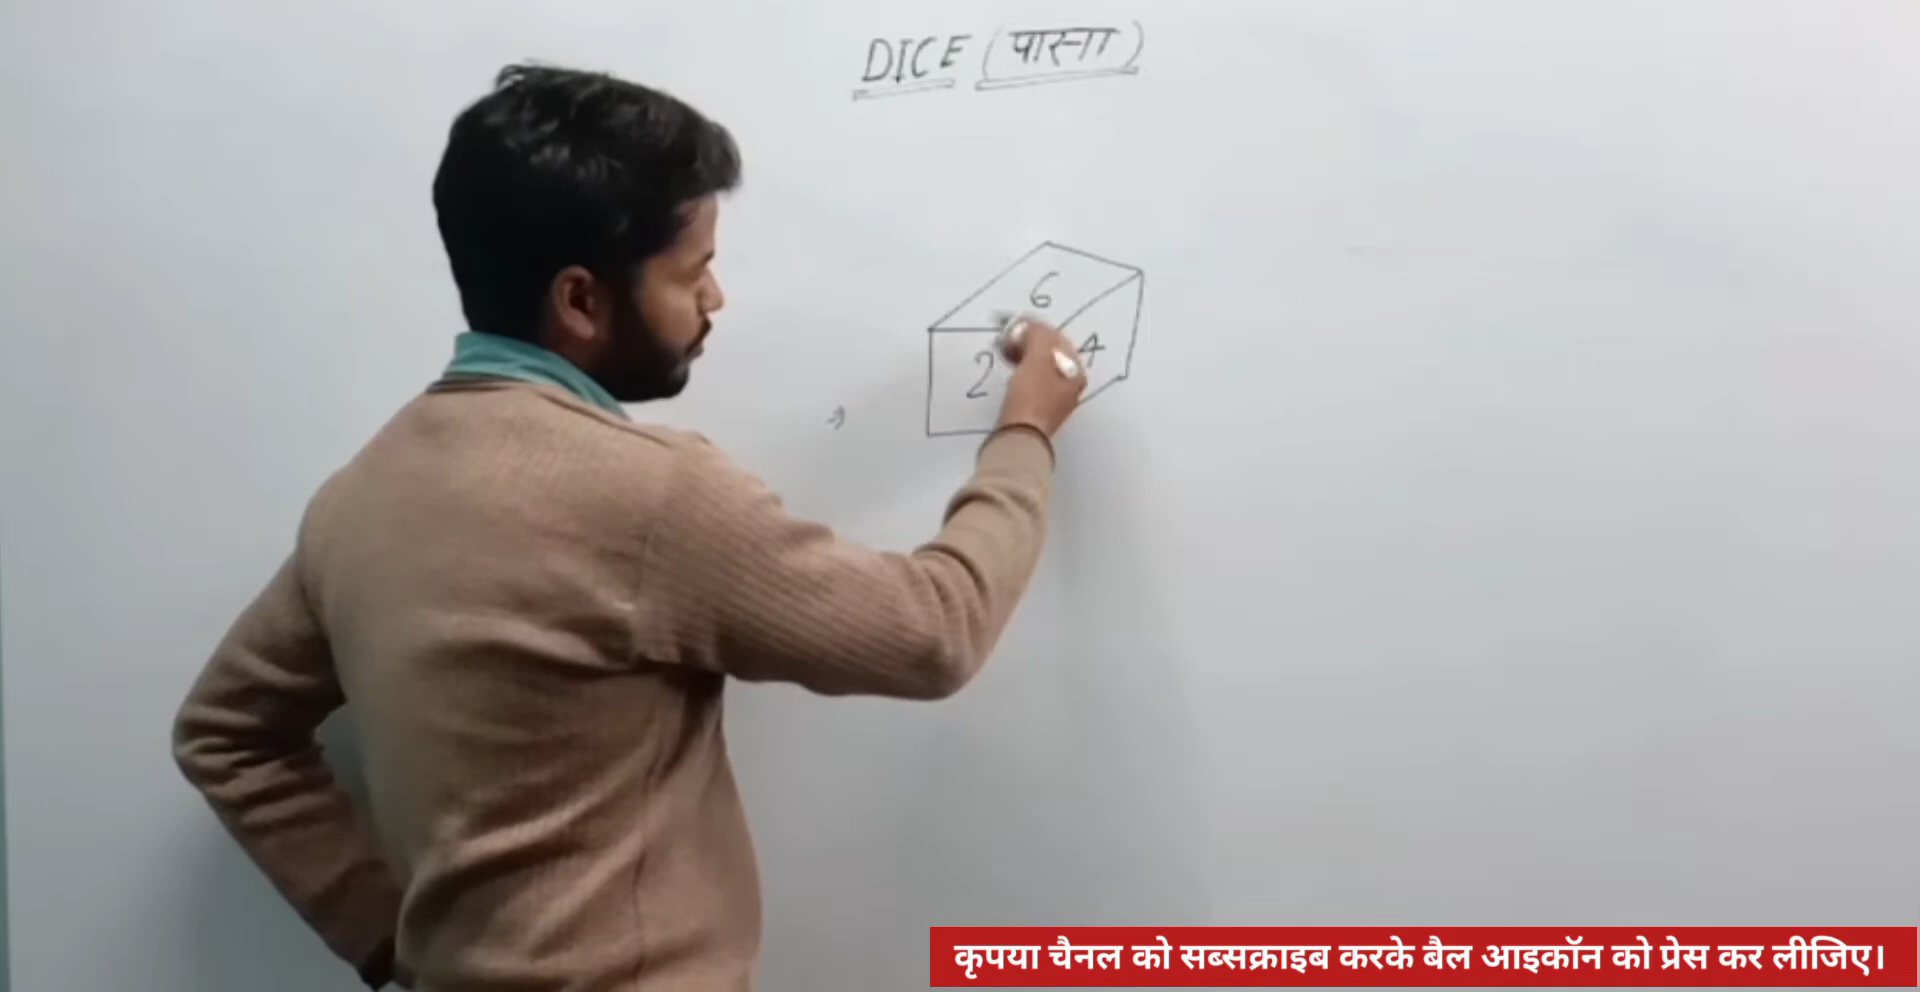 DICE (पासा)
6
2 4
कृपया चैनल को सब्सक्राइब करके बैल आइकॉन को प्रेस कर लीजिए।